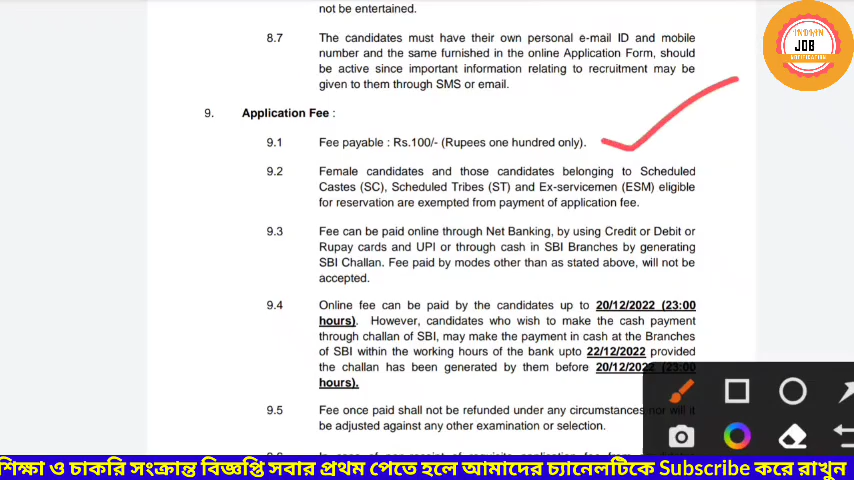 not be entertained.
INDIAN
JOB
NOTIFICATION
8.7 The candidates must have their own personal e-mail ID and mobile
number and the same furnished in the online Application Form, should
be active since important information relating to recruitment may be
given to them through SMS or email.
9. Application Fee :
9.1 Fee payable : Rs.100/- (Rupees one hundred only).
9.2 Female candidates and those candidates belonging to Scheduled
Castes (SC), Scheduled Tribes (ST) and Ex-servicemen (ESM) eligible
for reservation are exempted from payment of application fee.
9.3 Fee can be paid online through Net Banking, by using Credit or Debit or
Rupay cards and UPI or through cash in SBI Branches by generating
SBI Challan. Fee paid by modes other than as stated above, will not be
accepted.
9.4 Online fee can be paid by the candidates up to 20/12/2022 (23:00
hours). However, candidates who wish to make the cash payment
through challan of SBI, may make the payment in cash at the Branches
of SBI within the working hours of the bank upto 22/12/2022 provided
the challan has been generated by them before 20/12/2022 (23:00
hours).
9.5 Fee once paid shall not be refunded under any circumstances nor will it
be adjusted against any other examination or selection.
শিক্ষা ও চাকরি সংক্রান্ত বিজ্ঞপ্তি সবার প্রথম পেতে হলে আমাদের চ্যানেলটিকে Subscribe করে রাখুন